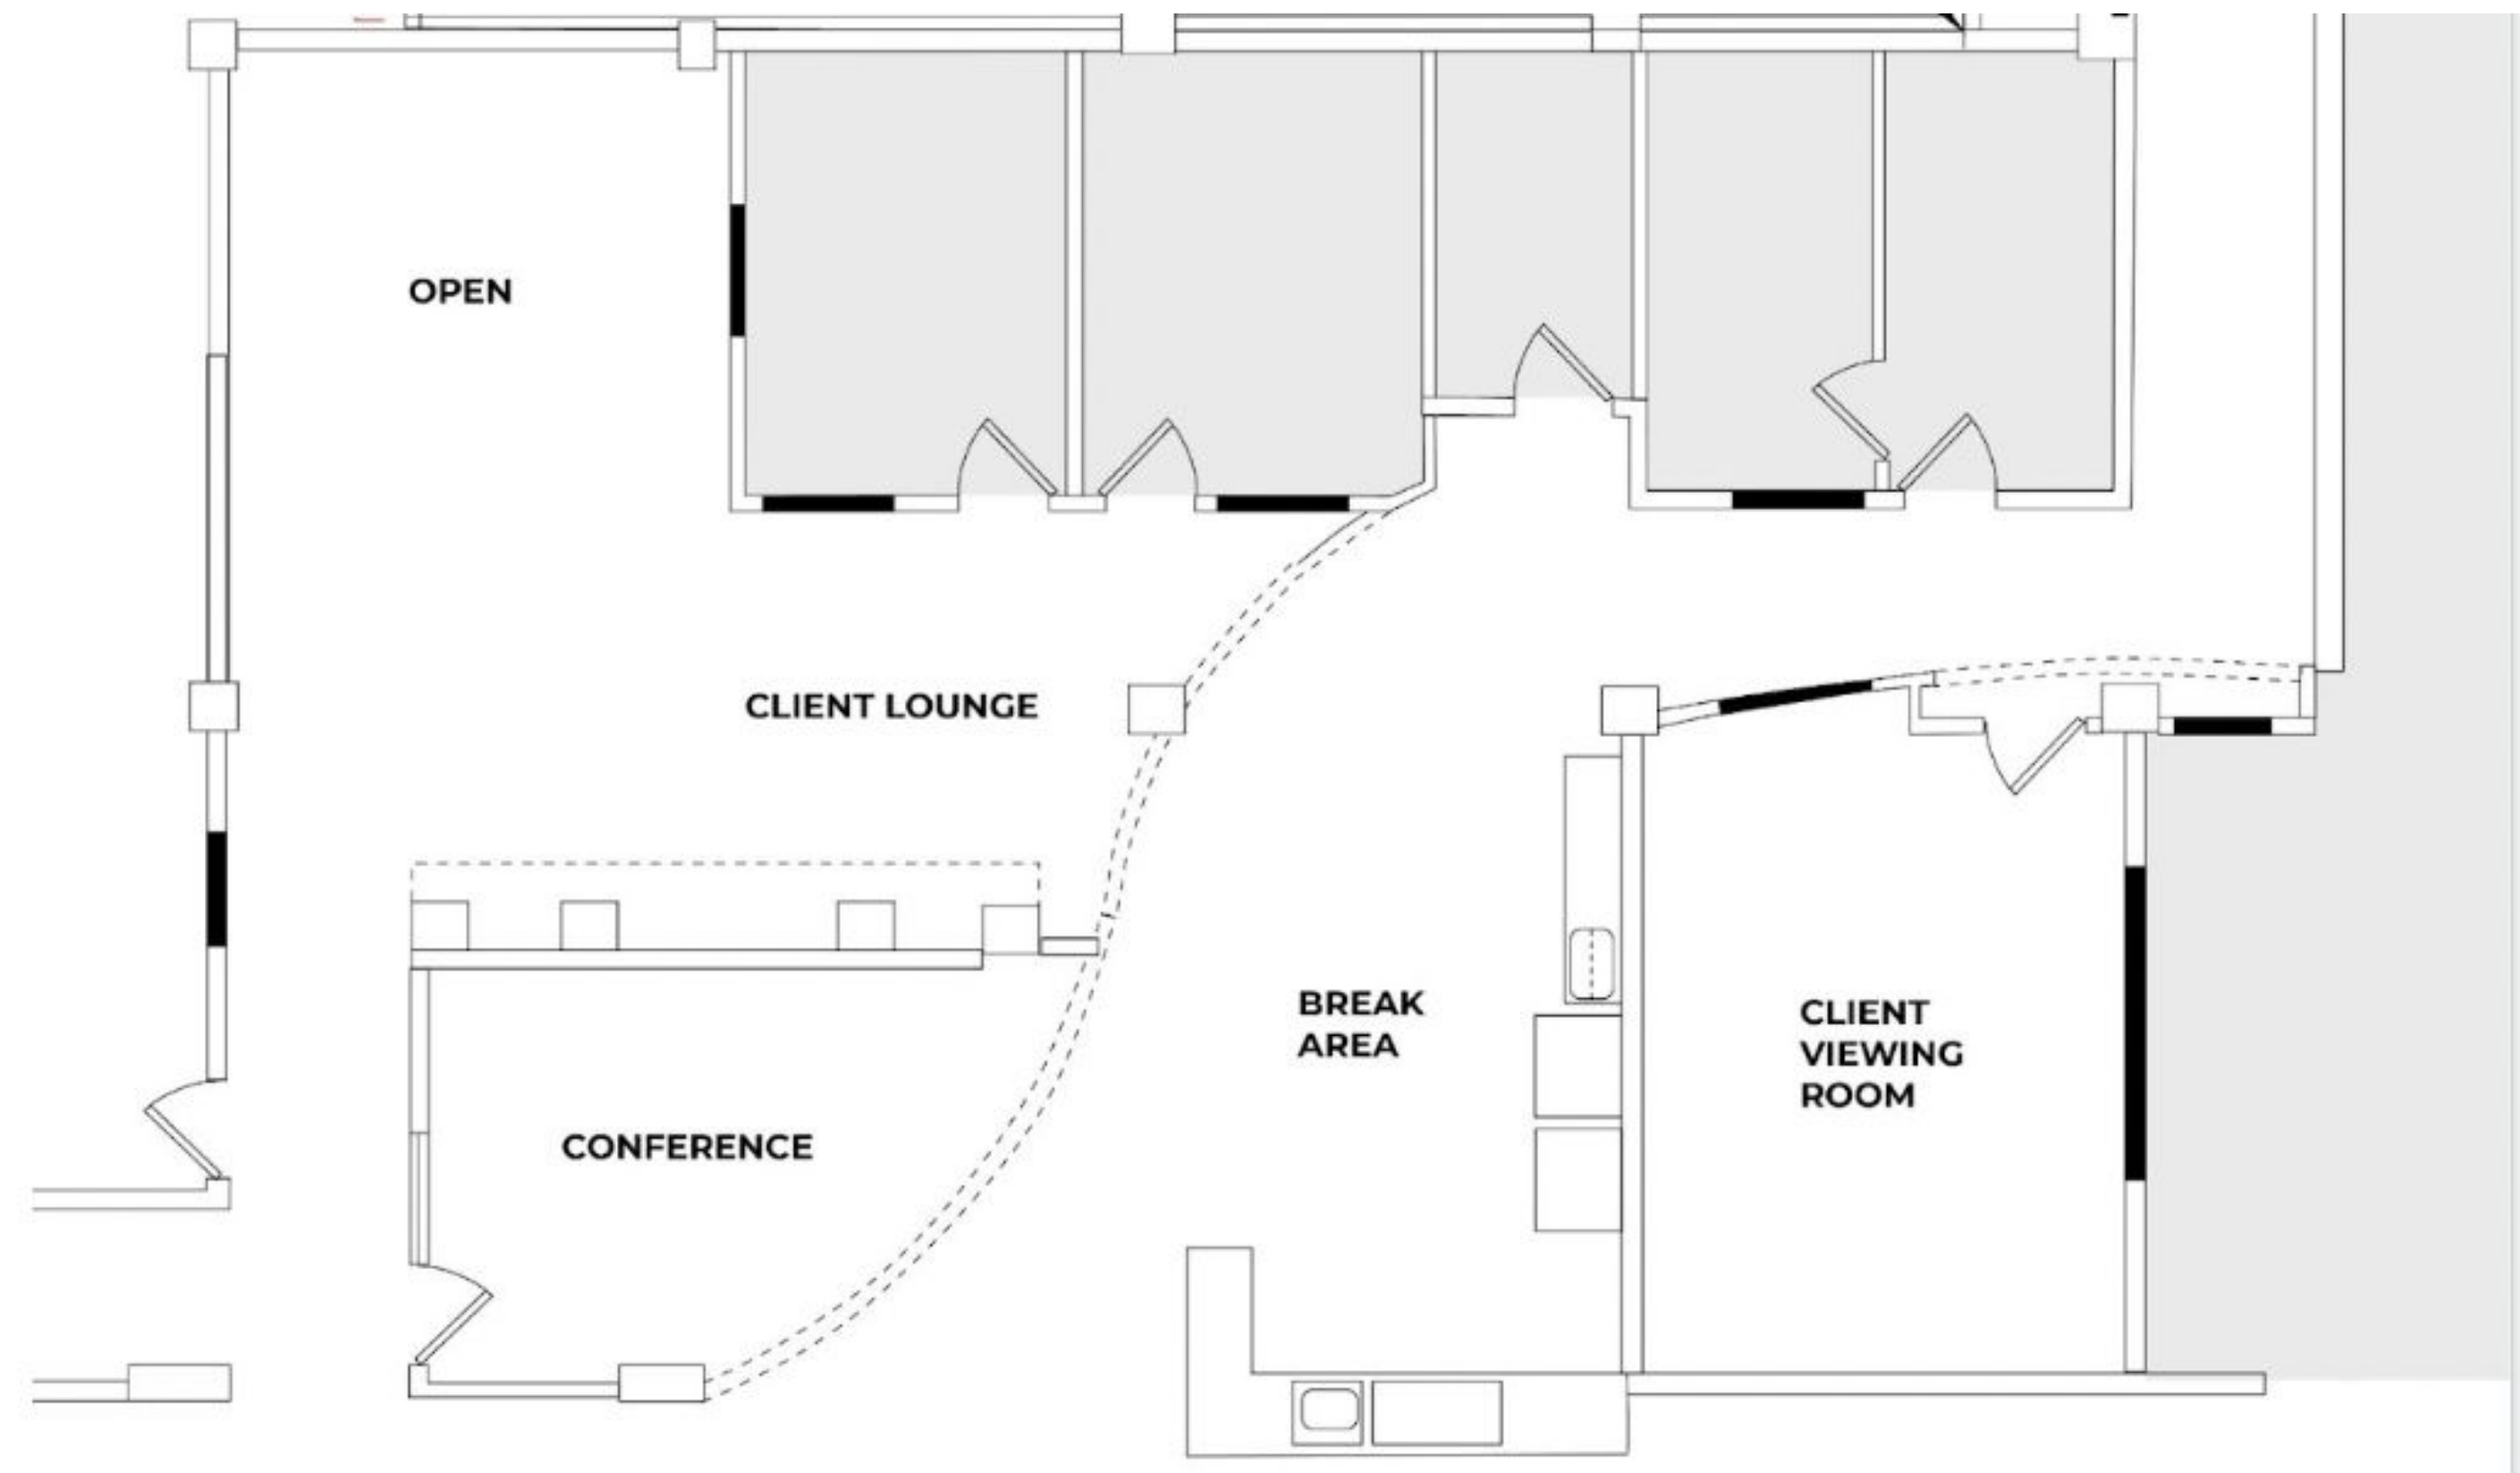 OPEN
CLIENT LOUNGE
BREAK
AREA
CLIENT
VIEWING
ROOM
CONFERENCE